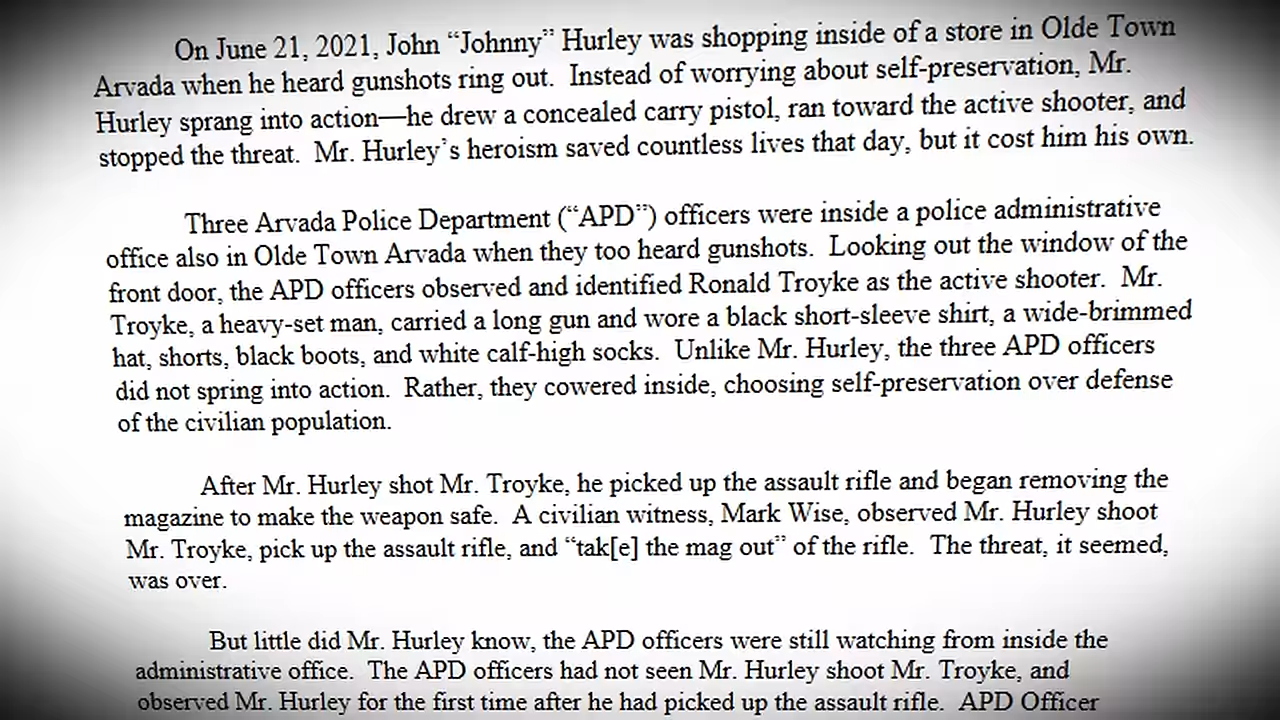 On June 21, 2021, John “Johnny” Hurley was shopping inside of a store in Olde Town
Arvada when he heard gunshots ring out.  Instead of worrying about self-preservation, Mr.
Hurley sprang into action—he drew a concealed carry pistol, ran toward the active shooter, and
stopped the threat.  Mr. Hurley’s heroism saved countless lives that day, but it cost him his own.
Three Arvada Police Department (“APD”) officers were inside a police administrative
office also in Olde Town Arvada when they too heard gunshots.  Looking out the window of the
front door, the APD officers observed and identified Ronald Troyke as the active shooter.  Mr.
Troyke, a heavy-set man, carried a long gun and wore a black short-sleeve shirt, a wide-brimmed
hat, shorts, black boots, and white calf-high socks.  Unlike Mr. Hurley, the three APD officers
did not spring into action.  Rather, they cowered inside, choosing self-preservation over defense
of the civilian population.
After Mr. Hurley shot Mr. Troyke, he picked up the assault rifle and began removing the
magazine to make the weapon safe.  A civilian witness, Mark Wise, observed Mr. Hurley shoot
Mr. Troyke, pick up the assault rifle, and “tak[e] the mag out” of the rifle.  The threat, it seemed,
was over.
But little did Mr. Hurley know, the APD officers were still watching from inside the
administrative office.  The APD officers had not seen Mr. Hurley shoot Mr. Troyke, and
observed Mr. Hurley for the first time after he had picked up the assault rifle.  APD Officer